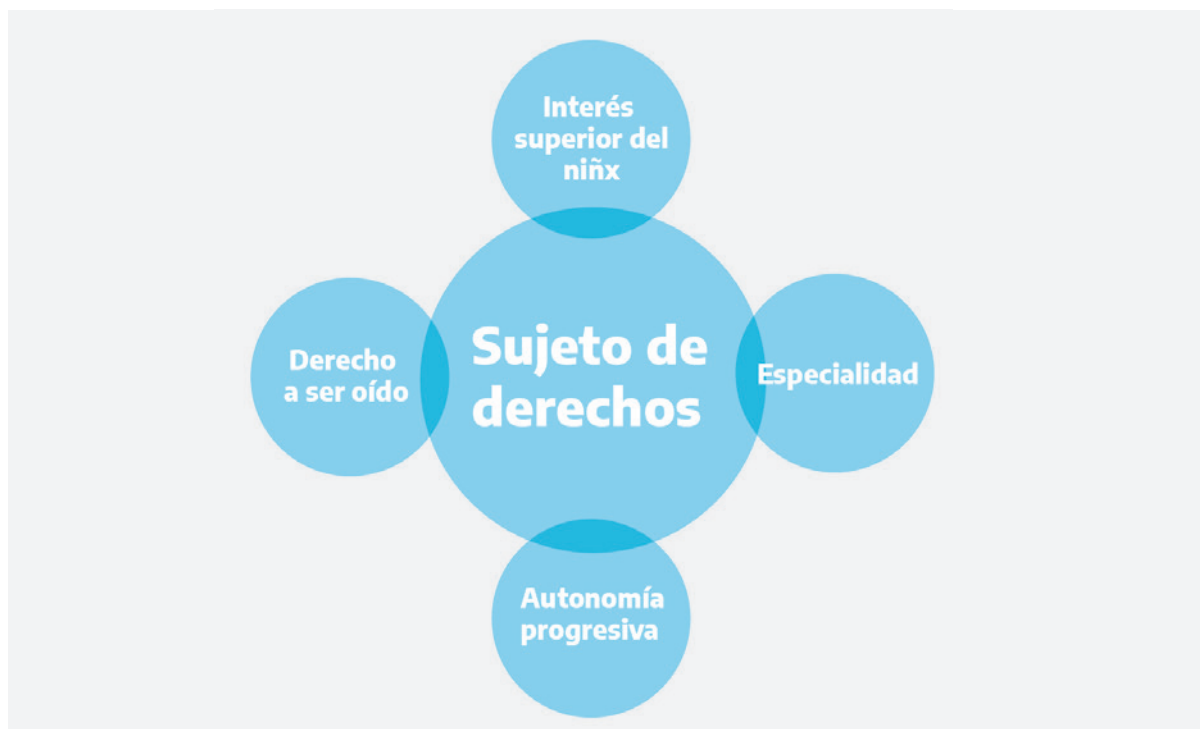 Interés
superior del
niñx
Derecho
a ser oído
Sujeto de
derechos
Especialidad
Autonomía
progresiva